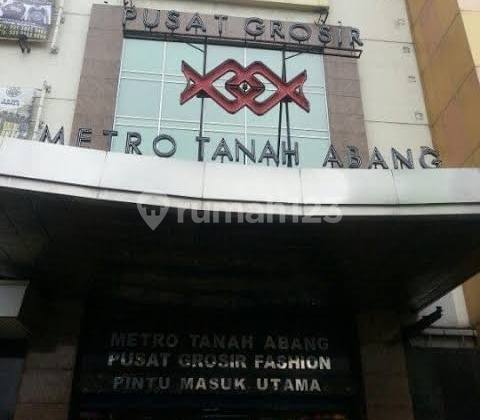 PUSAT GROSIR
METRO TANAH ABANG
rumah123
METRO TANAH ABANG
PUSAT GROSIR FASHION
PINTU MASUK UTAMA